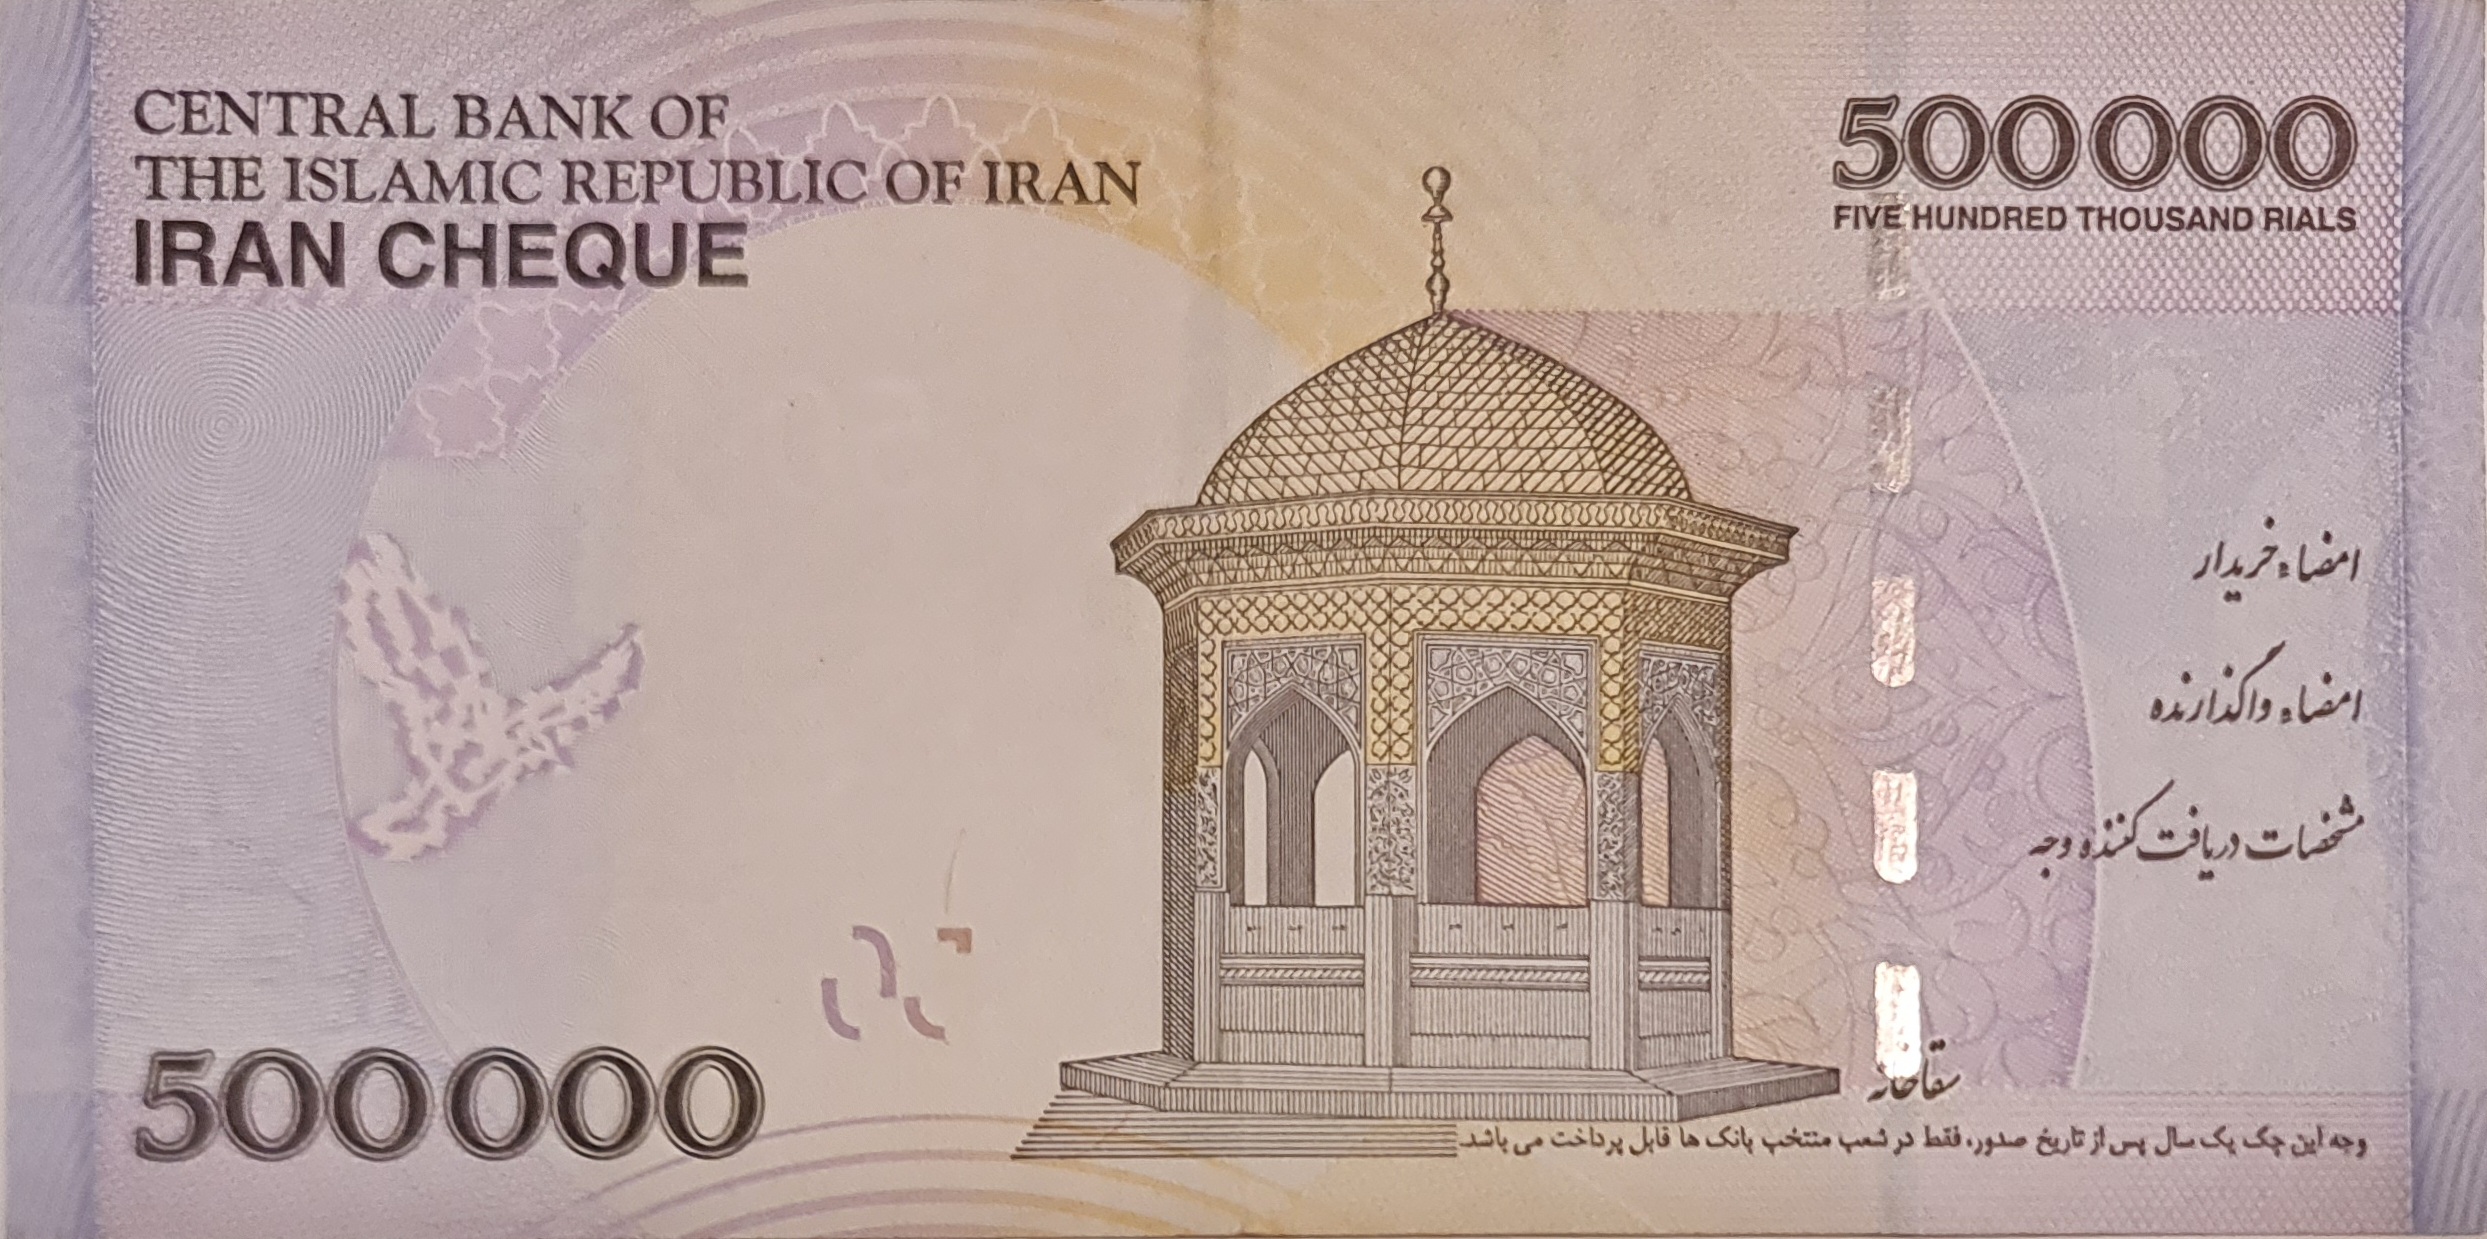 CENTRAL BANK OF
THE ISLAMIC REPUBLIC OF IRAN
IRAN CHEQUE
500000
FIVE HUNDRED THOUSAND RIALS
امضاء خریدار
امضاء واگذارنده
مشخصات دریافت کننده وجه
سقاخانه
وجه این چک یک سال پس از تاریخ صدور، فقط در شعب منتخب بانک ها قابل پرداخت می باشد.
500000